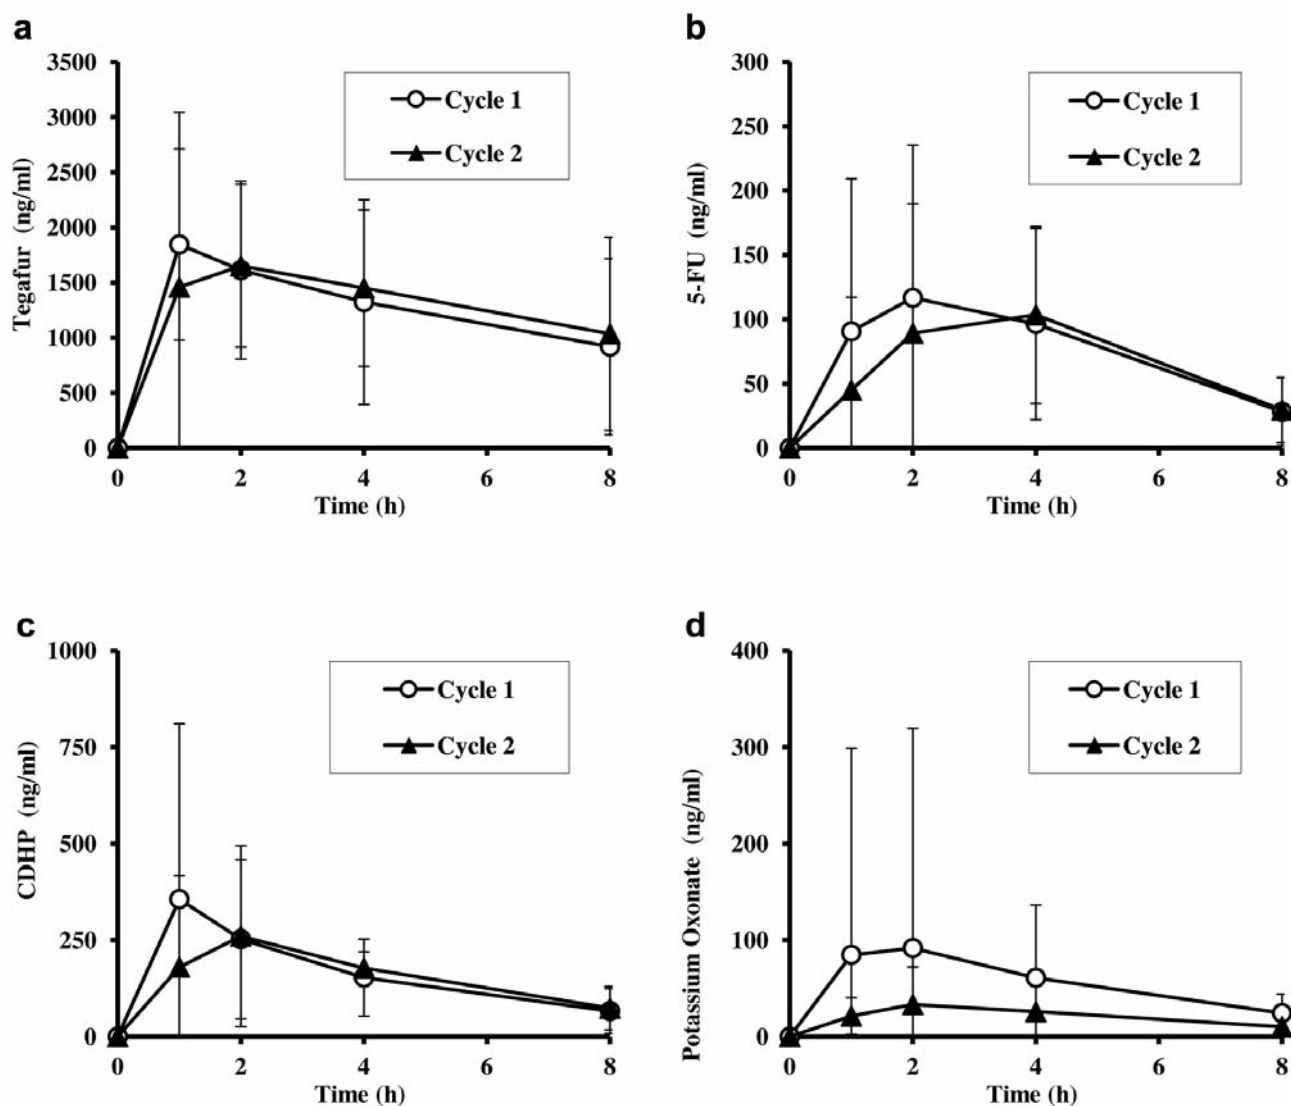 a
3500
3000
2500
2000
1500
1000
500
0
Tegafur (ng/ml)
Cycle 1
Cycle 2
0 2 4 6 8
Time (h)
b
300
250
200
150
100
50
0
5-FU (ng/ml)
Cycle 1
Cycle 2
0 2 4 6 8
Time (h)
c
1000
750
500
250
0
CDHP (ng/ml)
Cycle 1
Cycle 2
0 2 4 6 8
Time (h)
d
400
300
200
100
0
Potassium Oxonate (ng/ml)
Cycle 1
Cycle 2
0 2 4 6 8
Time (h)